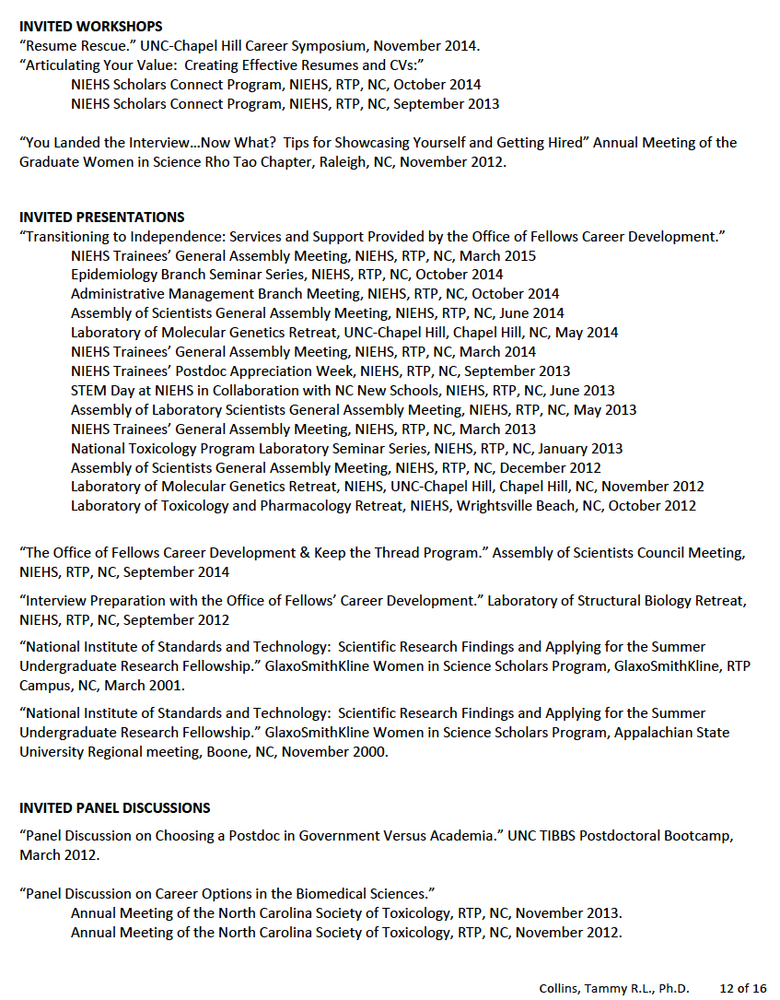 INVITED WORKSHOPS
“Resume Rescue.” UNC-Chapel Hill Career Symposium, November 2014.
“Articulating Your Value:  Creating Effective Resumes and CVs:”
NIEHS Scholars Connect Program, NIEHS, RTP, NC, October 2014
NIEHS Scholars Connect Program, NIEHS, RTP, NC, September 2013
“You Landed the Interview…Now What?  Tips for Showcasing Yourself and Getting Hired” Annual Meeting of the
Graduate Women in Science Rho Tao Chapter, Raleigh, NC, November 2012.
INVITED PRESENTATIONS
“Transitioning to Independence: Services and Support Provided by the Office of Fellows Career Development.”
NIEHS Trainees’ General Assembly Meeting, NIEHS, RTP, NC, March 2015
Epidemiology Branch Seminar Series, NIEHS, RTP, NC, October 2014
Administrative Management Branch Meeting, NIEHS, RTP, NC, October 2014
Assembly of Scientists General Assembly Meeting, NIEHS, RTP, NC, June 2014
Laboratory of Molecular Genetics Retreat, UNC-Chapel Hill, Chapel Hill, NC, May 2014
NIEHS Trainees’ General Assembly Meeting, NIEHS, RTP, NC, March 2014
NIEHS Trainees’ Postdoc Appreciation Week, NIEHS, RTP, NC, September 2013
STEM Day at NIEHS in Collaboration with NC New Schools, NIEHS, RTP, NC, June 2013
Assembly of Laboratory Scientists General Assembly Meeting, NIEHS, RTP, NC, May 2013
NIEHS Trainees’ General Assembly Meeting, NIEHS, RTP, NC, March 2013
National Toxicology Program Laboratory Seminar Series, NIEHS, RTP, NC, January 2013
Assembly of Scientists General Assembly Meeting, NIEHS, RTP, NC, December 2012
Laboratory of Molecular Genetics Retreat, NIEHS, UNC-Chapel Hill, Chapel Hill, NC, November 2012
Laboratory of Toxicology and Pharmacology Retreat, NIEHS, Wrightsville Beach, NC, October 2012
“The Office of Fellows Career Development & Keep the Thread Program.” Assembly of Scientists Council Meeting,
NIEHS, RTP, NC, September 2014
“Interview Preparation with the Office of Fellows’ Career Development.” Laboratory of Structural Biology Retreat,
NIEHS, RTP, NC, September 2012
“National Institute of Standards and Technology:  Scientific Research Findings and Applying for the Summer
Undergraduate Research Fellowship.” GlaxoSmithKline Women in Science Scholars Program, GlaxoSmithKline, RTP
Campus, NC, March 2001.
“National Institute of Standards and Technology:  Scientific Research Findings and Applying for the Summer
Undergraduate Research Fellowship.” GlaxoSmithKline Women in Science Scholars Program, Appalachian State
University Regional meeting, Boone, NC, November 2000.
INVITED PANEL DISCUSSIONS
“Panel Discussion on Choosing a Postdoc in Government Versus Academia.” UNC TIBBS Postdoctoral Bootcamp,
March 2012.
“Panel Discussion on Career Options in the Biomedical Sciences.”
Annual Meeting of the North Carolina Society of Toxicology, RTP, NC, November 2013.
Annual Meeting of the North Carolina Society of Toxicology, RTP, NC, November 2012.
Collins, Tammy R.L., Ph.D.    12 of 16